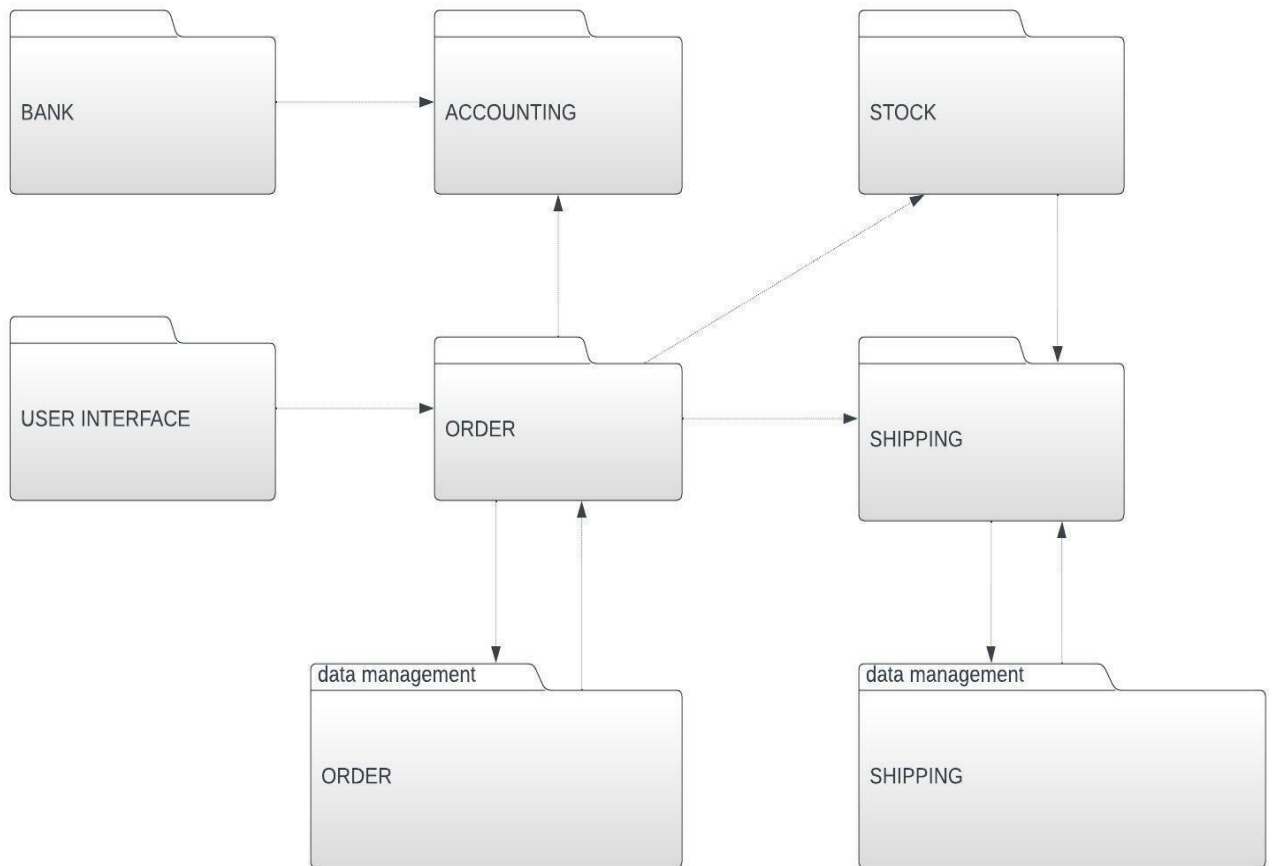 BANK
ACCOUNTING
STOCK
USER INTERFACE
ORDER
SHIPPING
data management
ORDER
data management
SHIPPING